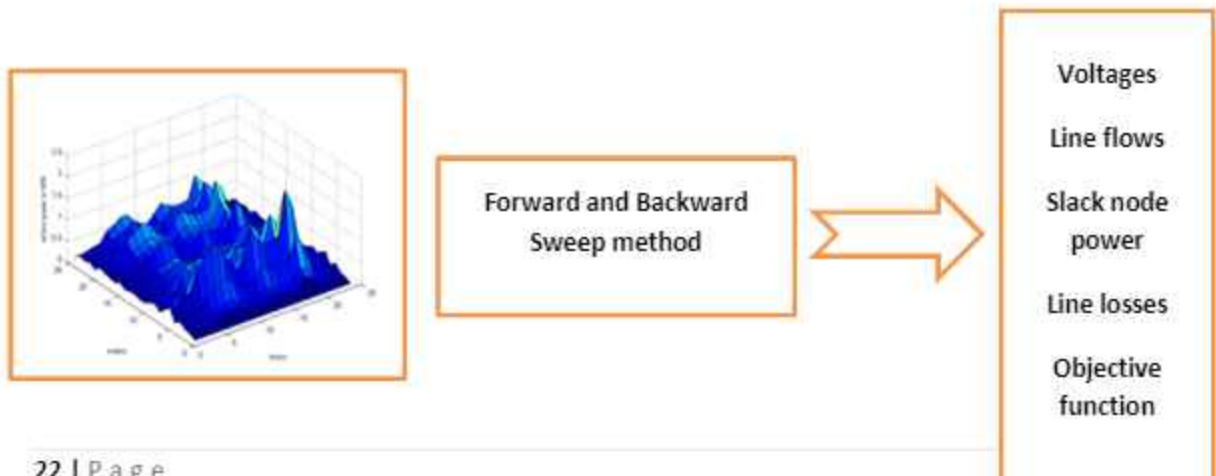 Forward and Backward
Sweep method
Voltages
Line flows
Slack node
power
Line losses
Objective
function
22 | P a g e